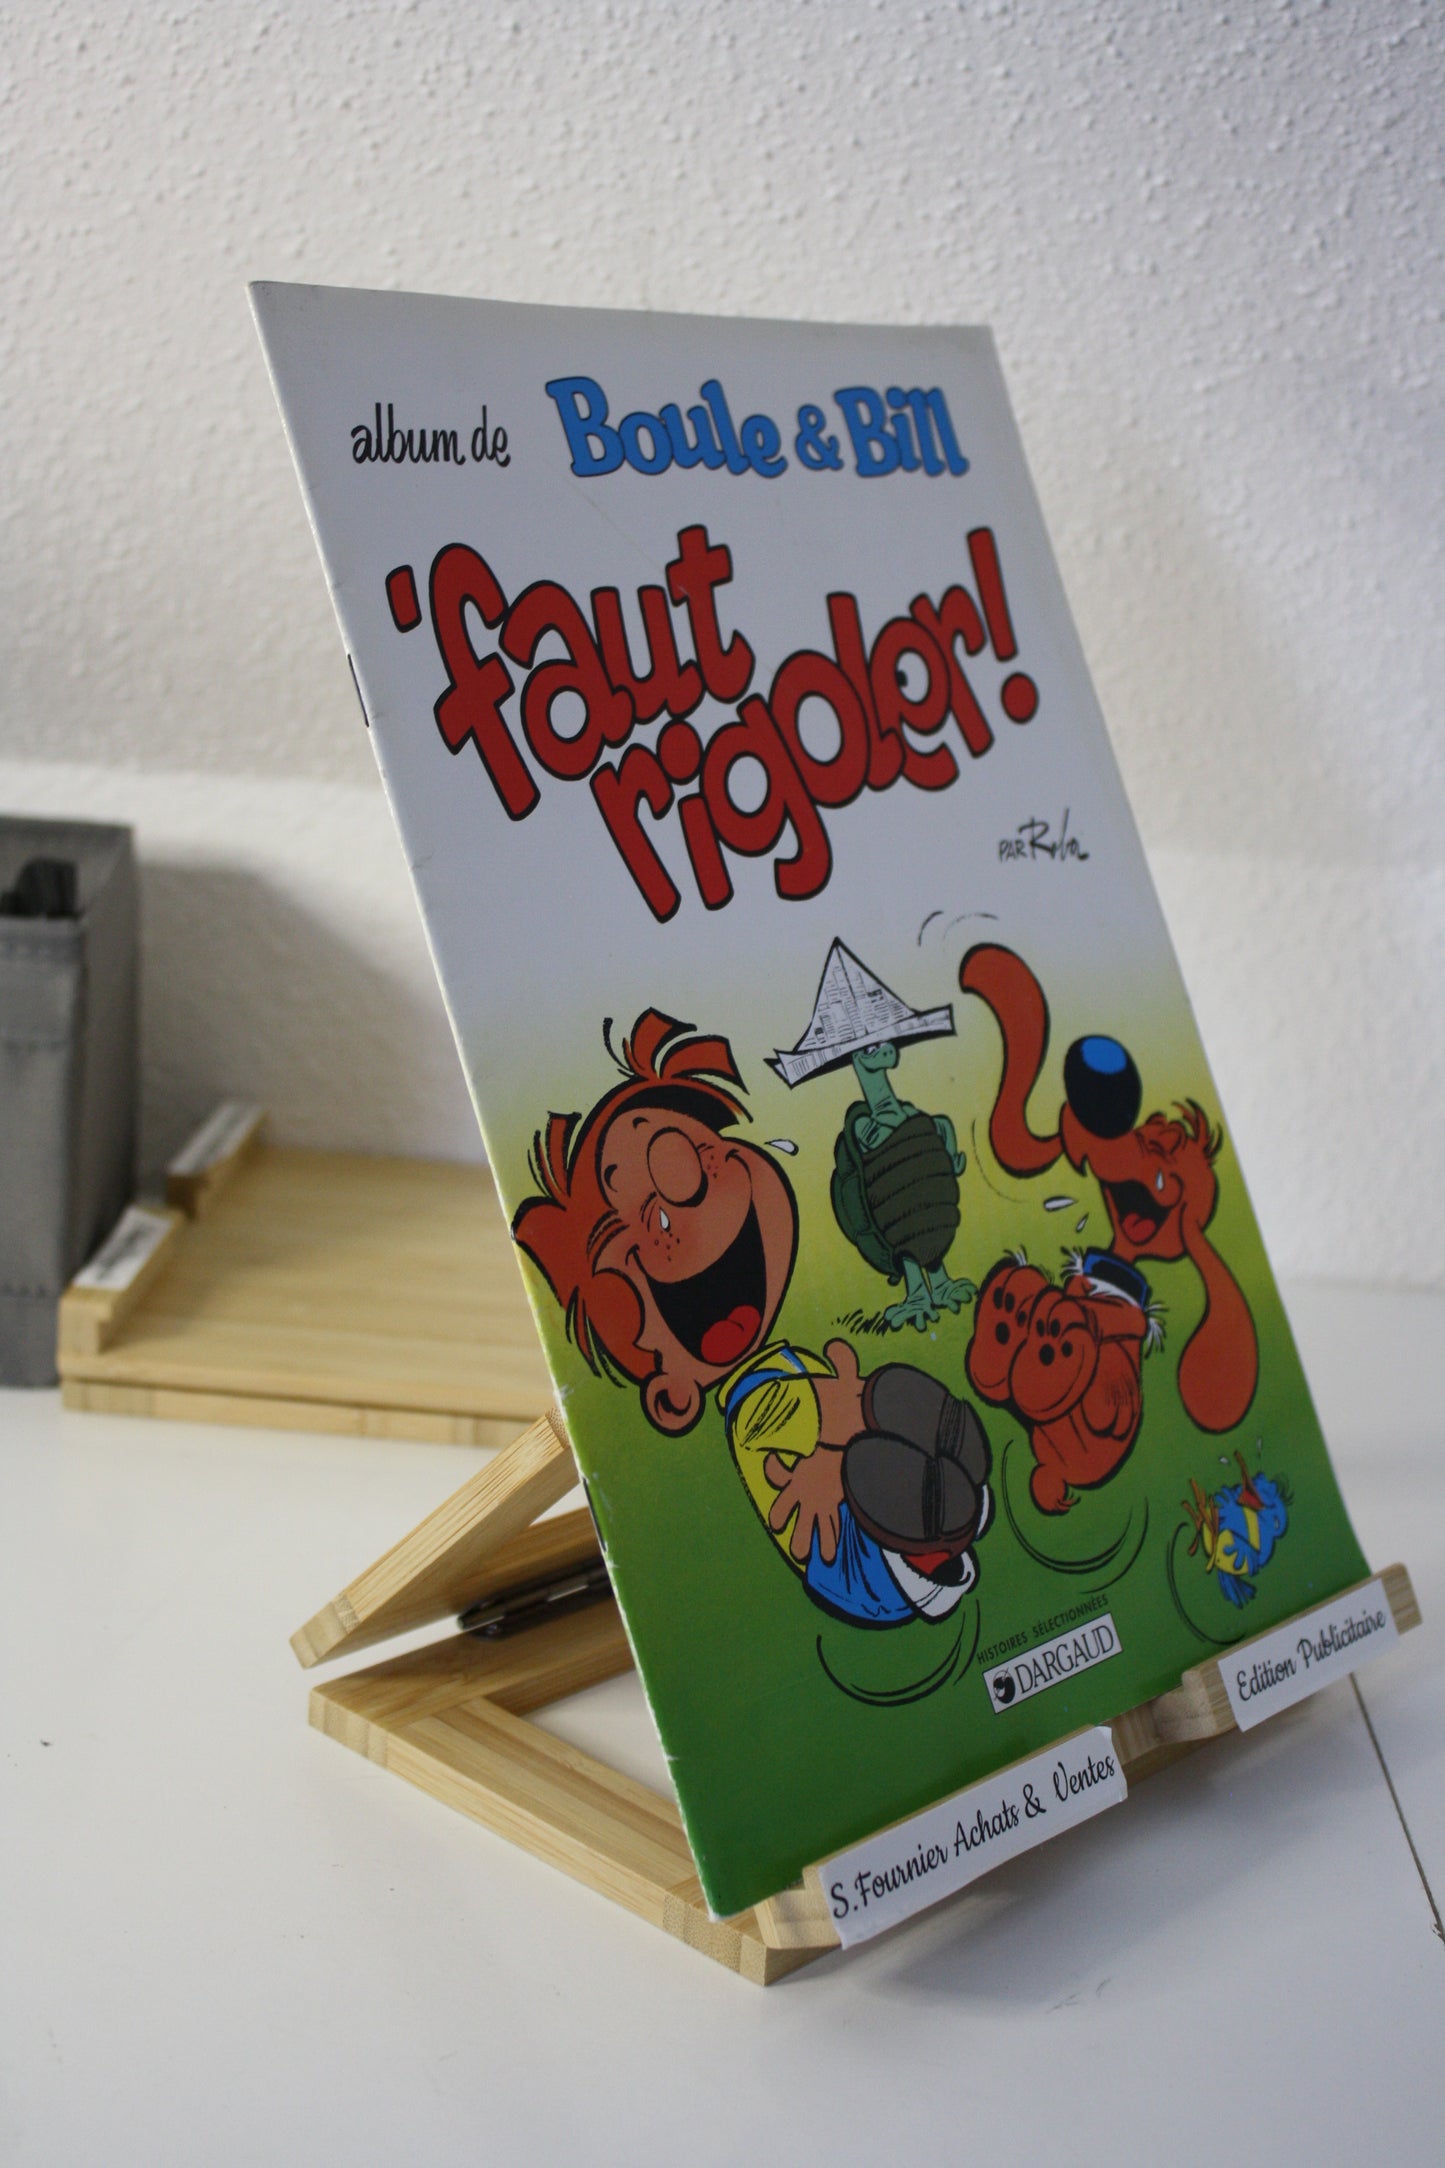 album de Boule & Bill
'faut
rigoler!
PAR Roba
HISTOIRES SÉLECTIONNÉES
DARGAUD
Edition Publicitaire
S.Fournier Achats & Ventes